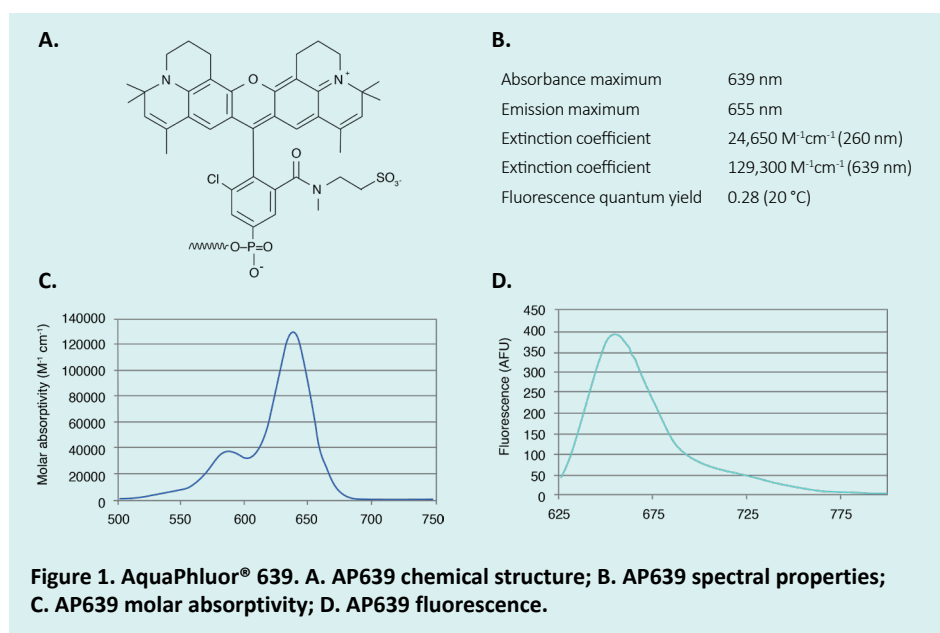 A.
N
O
N⁺
Cl
O
N
SO₃⁻
O–P=O
O⁻
B.
Absorbance maximum 639 nm
Emission maximum 655 nm
Extinction coefficient 24,650 M⁻¹cm⁻¹ (260 nm)
Extinction coefficient 129,300 M⁻¹cm⁻¹ (639 nm)
Fluorescence quantum yield 0.28 (20 °C)
C.
Molar absorptivity (M⁻¹ cm⁻¹)
140000
120000
100000
80000
60000
40000
20000
0
500 550 600 650 700 750
D.
Fluorescence (AFU)
450
400
350
300
250
200
150
100
50
0
625 675 725 775
Figure 1. AquaPhluor® 639. A. AP639 chemical structure; B. AP639 spectral properties;
C. AP639 molar absorptivity; D. AP639 fluorescence.